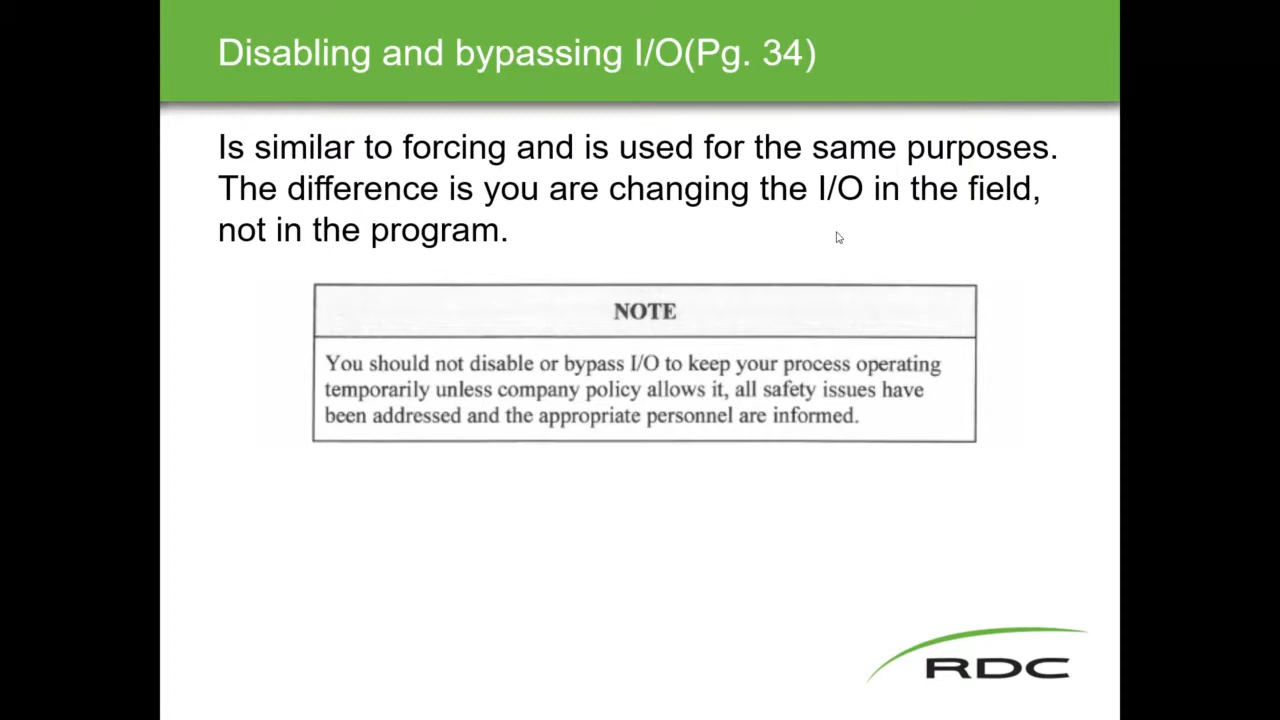 Disabling and bypassing I/O(Pg. 34)
Is similar to forcing and is used for the same purposes.
The difference is you are changing the I/O in the field,
not in the program.
NOTE
You should not disable or bypass I/O to keep your process operating
temporarily unless company policy allows it, all safety issues have
been addressed and the appropriate personnel are informed.
RDC